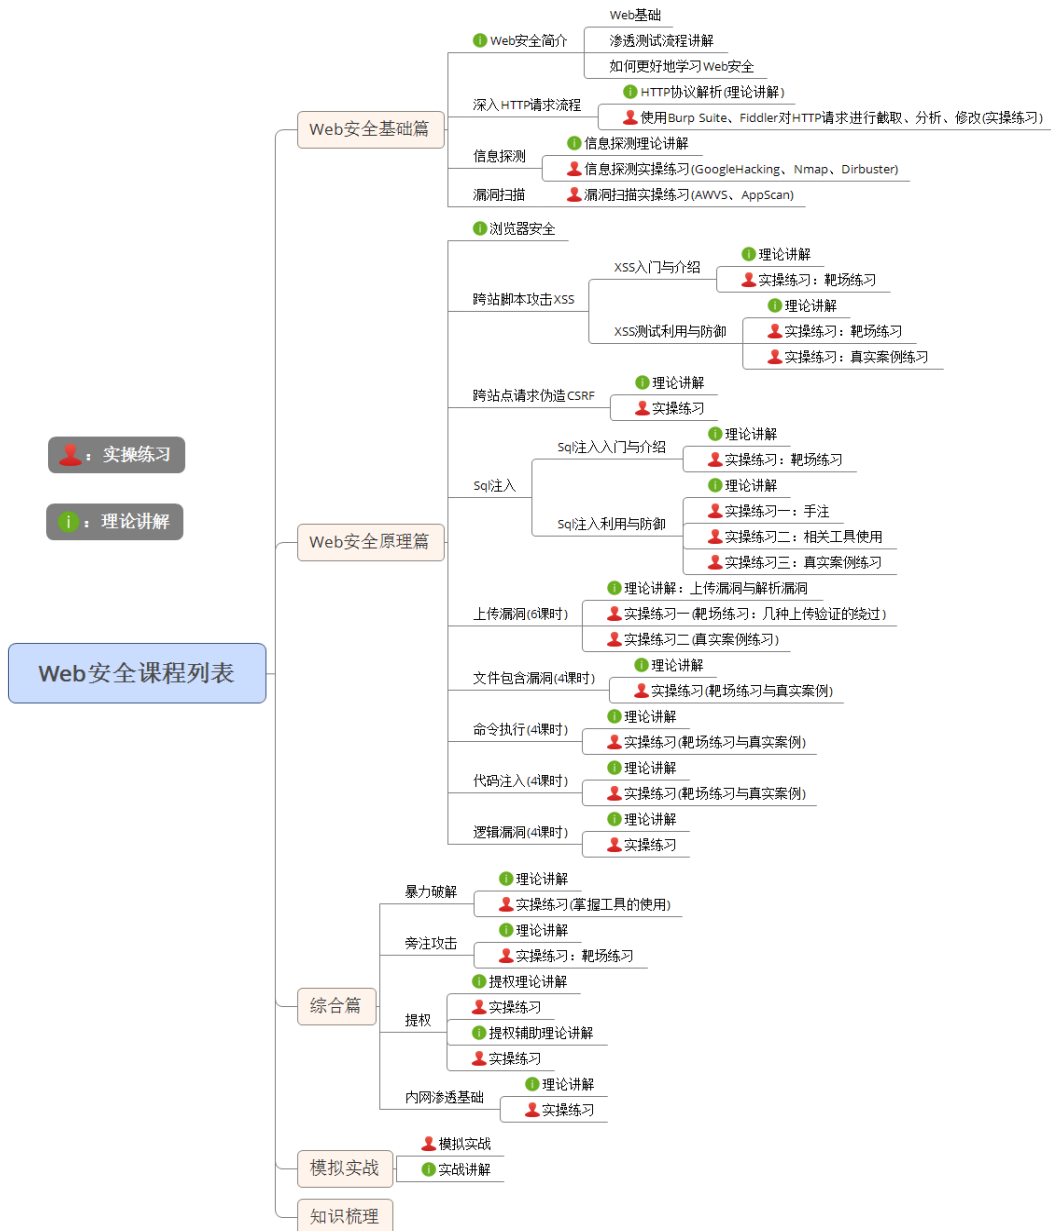 Web安全课程列表
：实操练习
：理论讲解
Web安全基础篇
Web安全简介
Web基础
渗透测试流程讲解
如何更好地学习Web安全
深入HTTP请求流程
HTTP协议解析(理论讲解)
使用Burp Suite、Fiddler对HTTP请求进行截取、分析、修改(实操练习)
信息探测
信息探测理论讲解
信息探测实操练习(GoogleHacking、Nmap、Dirbuster)
漏洞扫描
漏洞扫描实操练习(AWVS、AppScan)
Web安全原理篇
浏览器安全
跨站脚本攻击XSS
XSS入门与介绍
理论讲解
实操练习：靶场练习
XSS测试利用与防御
理论讲解
实操练习：靶场练习
实操练习：真实案例练习
跨站点请求伪造CSRF
理论讲解
实操练习
Sql注入
Sql注入入门与介绍
理论讲解
实操练习：靶场练习
Sql注入利用与防御
理论讲解
实操练习一：手注
实操练习二：相关工具使用
实操练习三：真实案例练习
上传漏洞(6课时)
理论讲解：上传漏洞与解析漏洞
实操练习一(靶场练习：几种上传验证的绕过)
实操练习二(真实案例练习)
文件包含漏洞(4课时)
理论讲解
实操练习(靶场练习与真实案例)
命令执行(4课时)
理论讲解
实操练习(靶场练习与真实案例)
代码注入(4课时)
理论讲解
实操练习(靶场练习与真实案例)
逻辑漏洞(4课时)
理论讲解
实操练习
综合篇
暴力破解
理论讲解
实操练习(掌握工具的使用)
旁注攻击
理论讲解
实操练习：靶场练习
提权
提权理论讲解
实操练习
提权辅助理论讲解
实操练习
内网渗透基础
理论讲解
实操练习
模拟实战
模拟实战
实战讲解
知识梳理